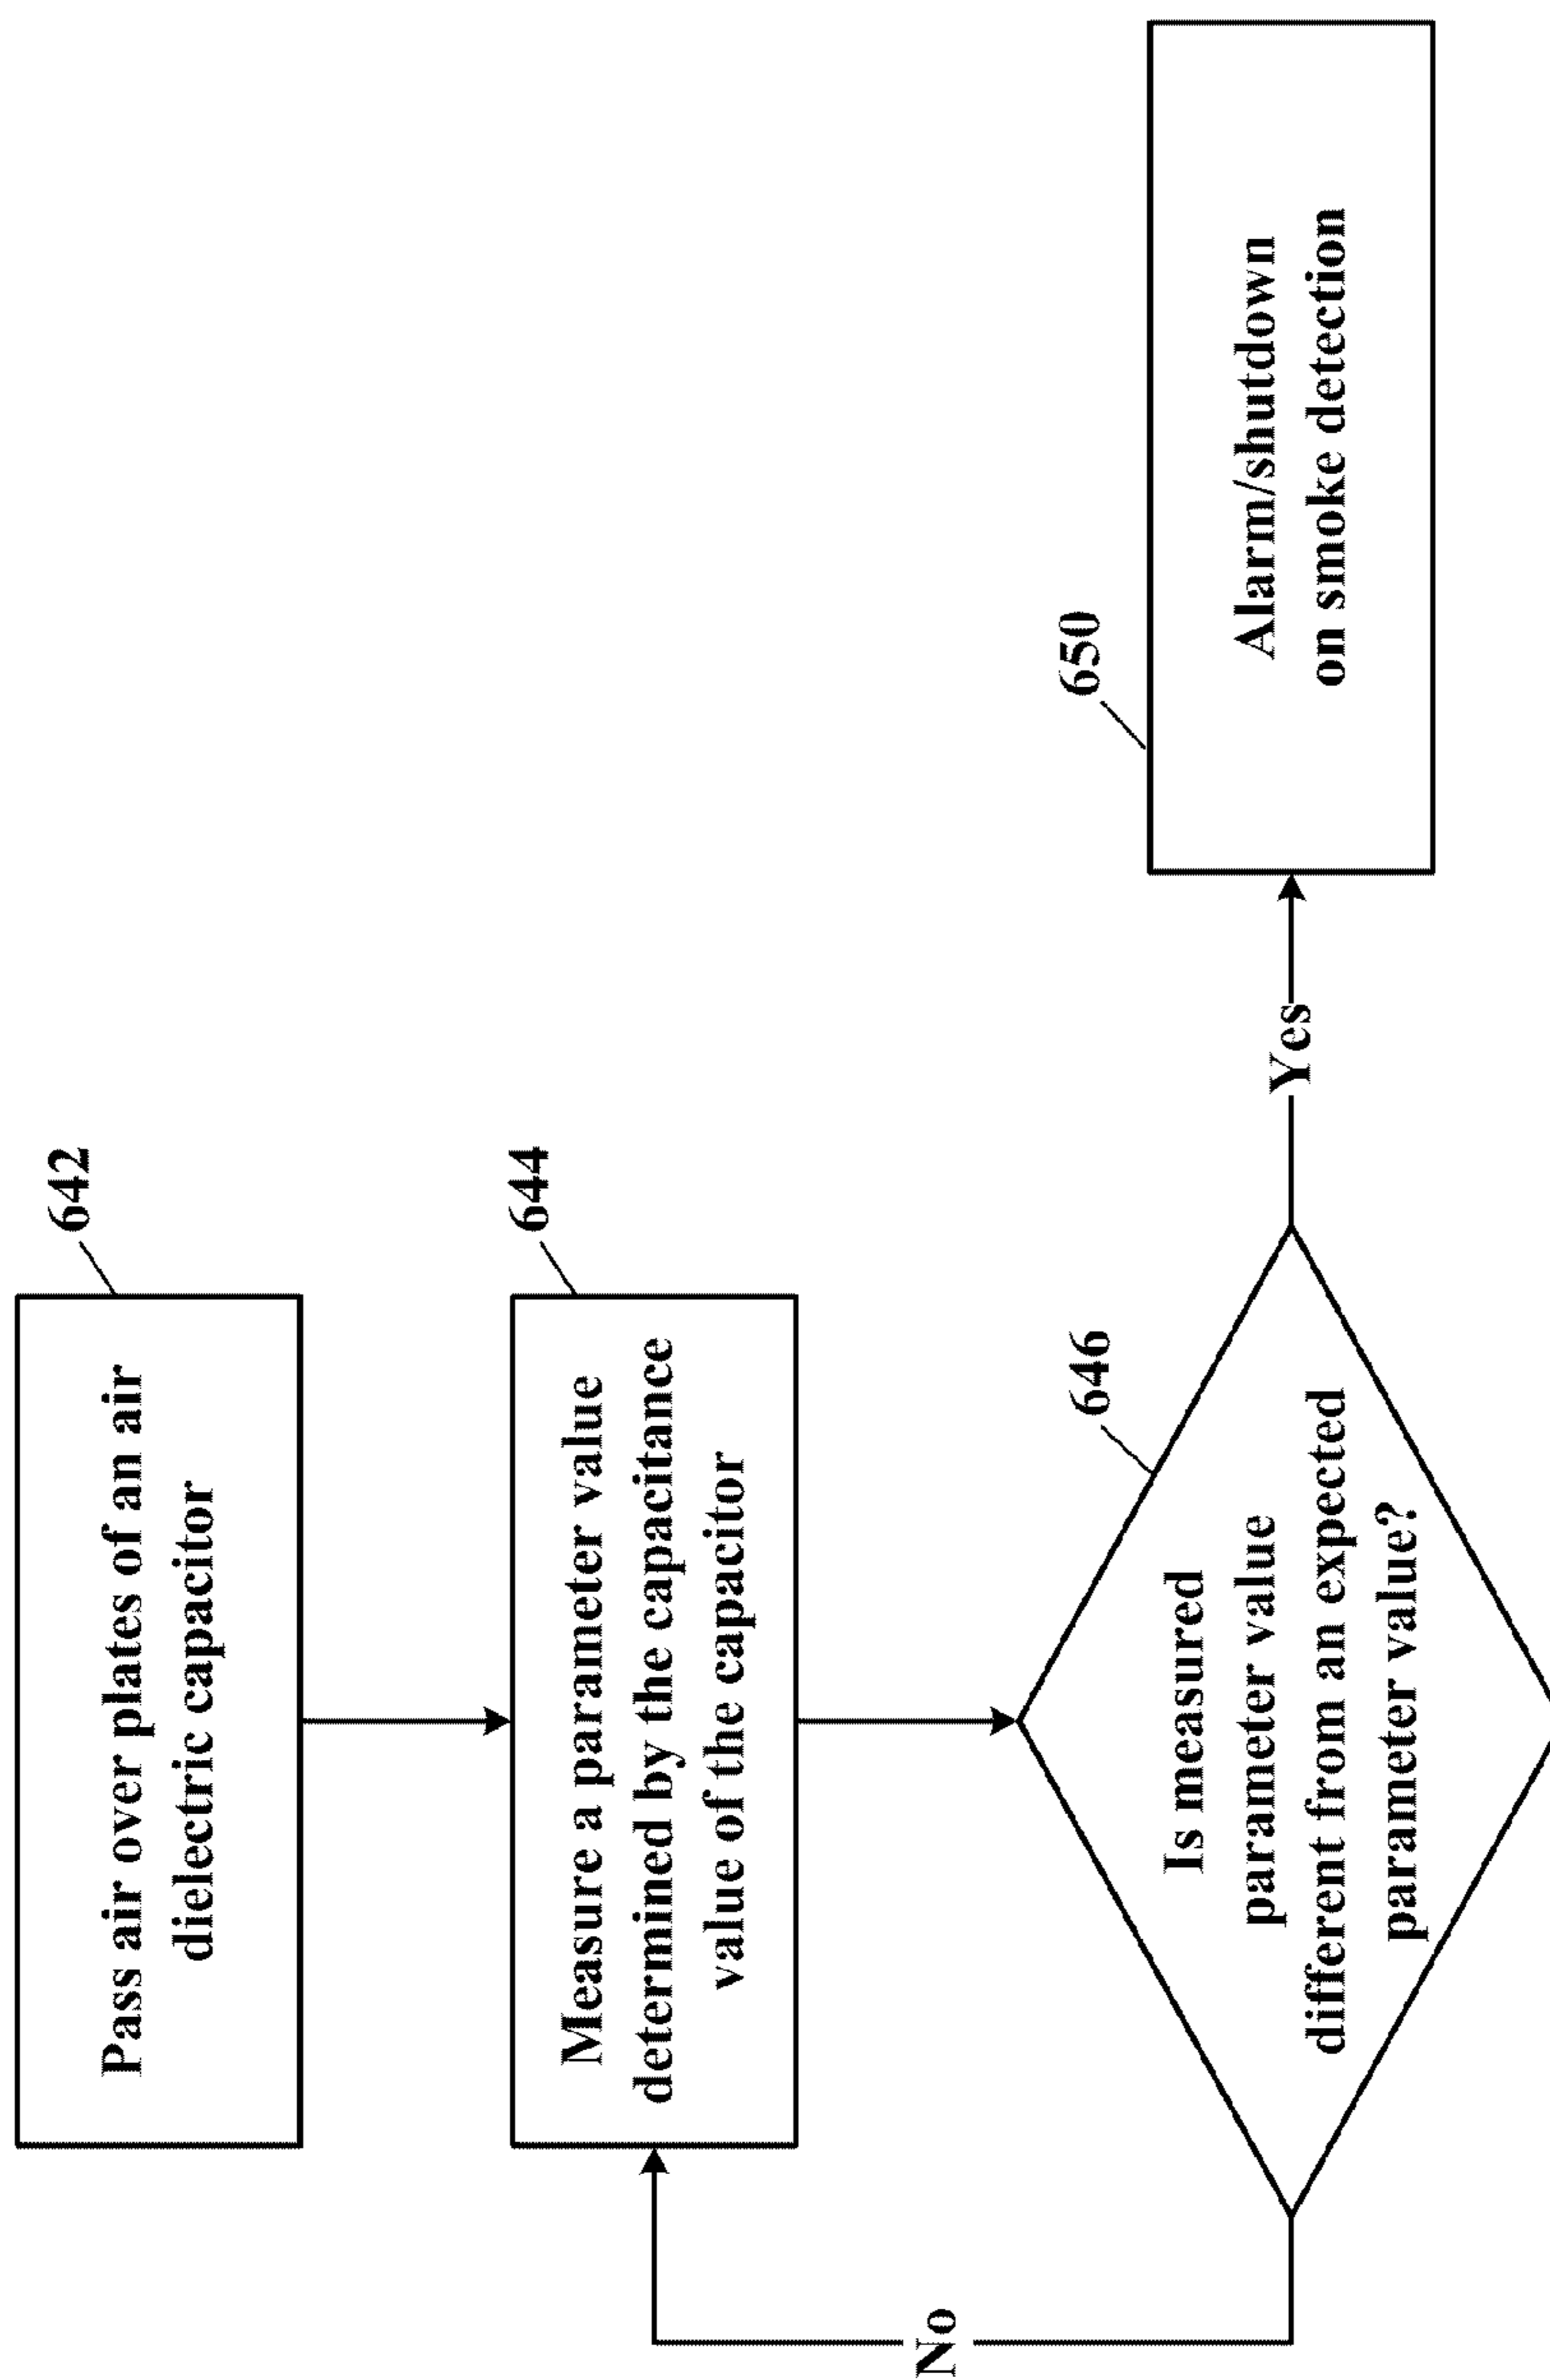 642
Pass air over plates of an air
dielectric capacitor
644
Measure a parameter value
determined by the capacitance
value of the capacitor
646
Is measured
parameter value
different from an expected
parameter value?
No
Yes
650
Alarm/shutdown
on smoke detection